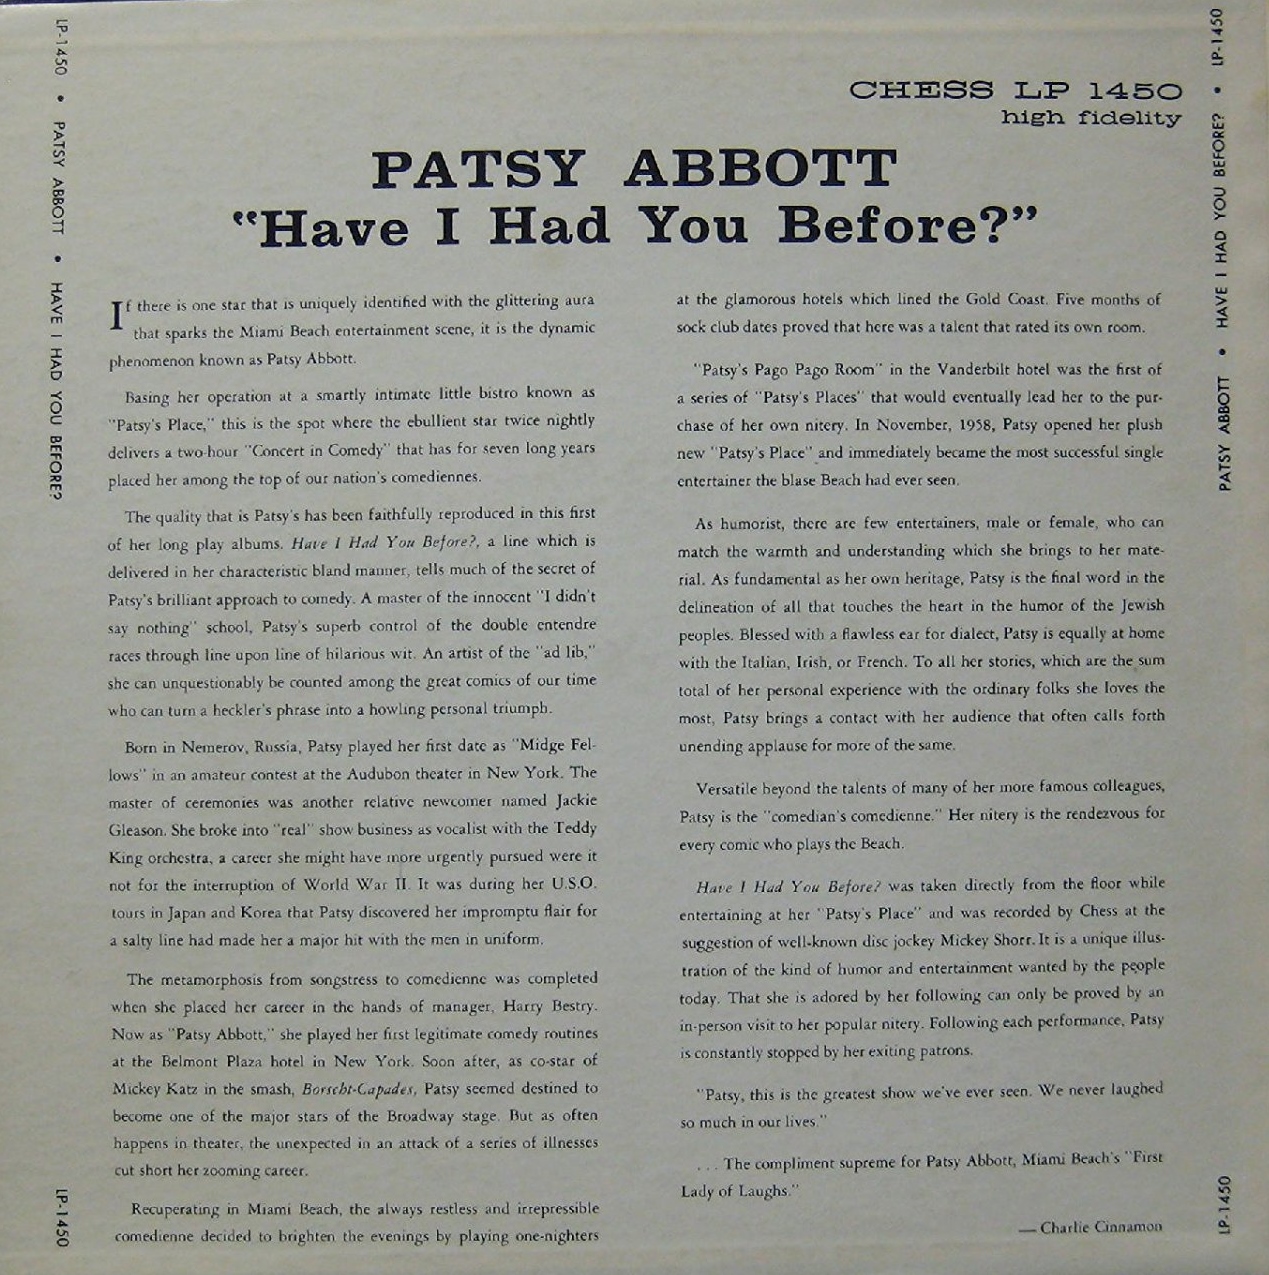 CHESS LP 1450
high fidelity
PATSY ABBOTT
“Have I Had You Before?”
LP-1450 • PATSY ABBOTT • HAVE I HAD YOU BEFORE?
LP-1450
If there is one star that is uniquely identified with the glittering aura
that sparks the Miami Beach entertainment scene, it is the dynamic
phenomenon known as Patsy Abbott.
Basing her operation at a smartly intimate little bistro known as
"Patsy's Place," this is the spot where the ebullient star twice nightly
delivers a two-hour "Concert in Comedy" that has for seven long years
placed her among the top of our nation's comediennes.
The quality that is Patsy's has been faithfully reproduced in this first
of her long play albums. Have I Had You Before?, a line which is
delivered in her characteristic bland manner, tells much of the secret of
Patsy's brilliant approach to comedy. A master of the innocent "I didn't
say nothing" school, Patsy's superb control of the double entendre
races through line upon line of hilarious wit. An artist of the "ad lib,"
she can unquestionably be counted among the great comics of our time
who can turn a heckler's phrase into a howling personal triumph.
Born in Nemerov, Russia, Patsy played her first date as "Midge Fel-
lows" in an amateur contest at the Audubon theater in New York. The
master of ceremonies was another relative newcomer named Jackie
Gleason. She broke into "real" show business as vocalist with the Teddy
King orchestra, a career she might have more urgently pursued were it
not for the interruption of World War II. It was during her U.S.O.
tours in Japan and Korea that Patsy discovered her impromptu flair for
a salty line had made her a major hit with the men in uniform.
The metamorphosis from songstress to comedienne was completed
when she placed her career in the hands of manager, Harry Bestry.
Now as "Patsy Abbott," she played her first legitimate comedy routines
at the Belmont Plaza hotel in New York. Soon after, as co-star of
Mickey Katz in the smash, Borscht-Capades, Patsy seemed destined to
become one of the major stars of the Broadway stage. But as often
happens in theater, the unexpected in an attack of a series of illnesses
cut short her zooming career.
Recuperating in Miami Beach, the always restless and irrepressible
comedienne decided to brighten the evenings by playing one-nighters
at the glamorous hotels which lined the Gold Coast. Five months of
sock club dates proved that here was a talent that rated its own room.
"Patsy's Pago Pago Room" in the Vanderbilt hotel was the first of
a series of "Patsy's Places" that would eventually lead her to the pur-
chase of her own nitery. In November, 1958, Patsy opened her plush
new "Patsy's Place" and immediately became the most successful single
entertainer the blase Beach had ever seen.
As humorist, there are few entertainers, male or female, who can
match the warmth and understanding which she brings to her mate-
rial. As fundamental as her own heritage, Patsy is the final word in the
delineation of all that touches the heart in the humor of the Jewish
peoples. Blessed with a flawless ear for dialect, Patsy is equally at home
with the Italian, Irish, or French. To all her stories, which are the sum
total of her personal experience with the ordinary folks she loves the
most, Patsy brings a contact with her audience that often calls forth
unending applause for more of the same.
Versatile beyond the talents of many of her more famous colleagues,
Patsy is the "comedian's comedienne." Her nitery is the rendezvous for
every comic who plays the Beach.
Have I Had You Before? was taken directly from the floor while
entertaining at her "Patsy's Place" and was recorded by Chess at the
suggestion of well-known disc jockey Mickey Shorr. It is a unique illus-
tration of the kind of humor and entertainment wanted by the people
today. That she is adored by her following can only be proved by an
in-person visit to her popular nitery. Following each performance, Patsy
is constantly stopped by her exiting patrons.
"Patsy, this is the greatest show we've ever seen. We never laughed
so much in our lives."
. . . The compliment supreme for Patsy Abbott, Miami Beach's "First
Lady of Laughs."
— Charlie Cinnamon
PATSY ABBOTT • HAVE I HAD YOU BEFORE? • LP-1450
LP-1450